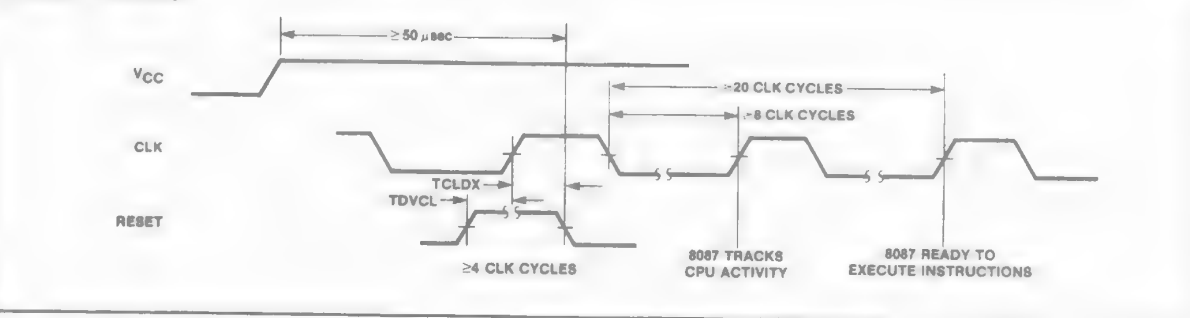 ≥50 μsec
VCC
≥20 CLK CYCLES
≥8 CLK CYCLES
CLK
TCLDX
TDVCL
RESET
≥4 CLK CYCLES
8087 TRACKS
CPU ACTIVITY
8087 READY TO
EXECUTE INSTRUCTIONS